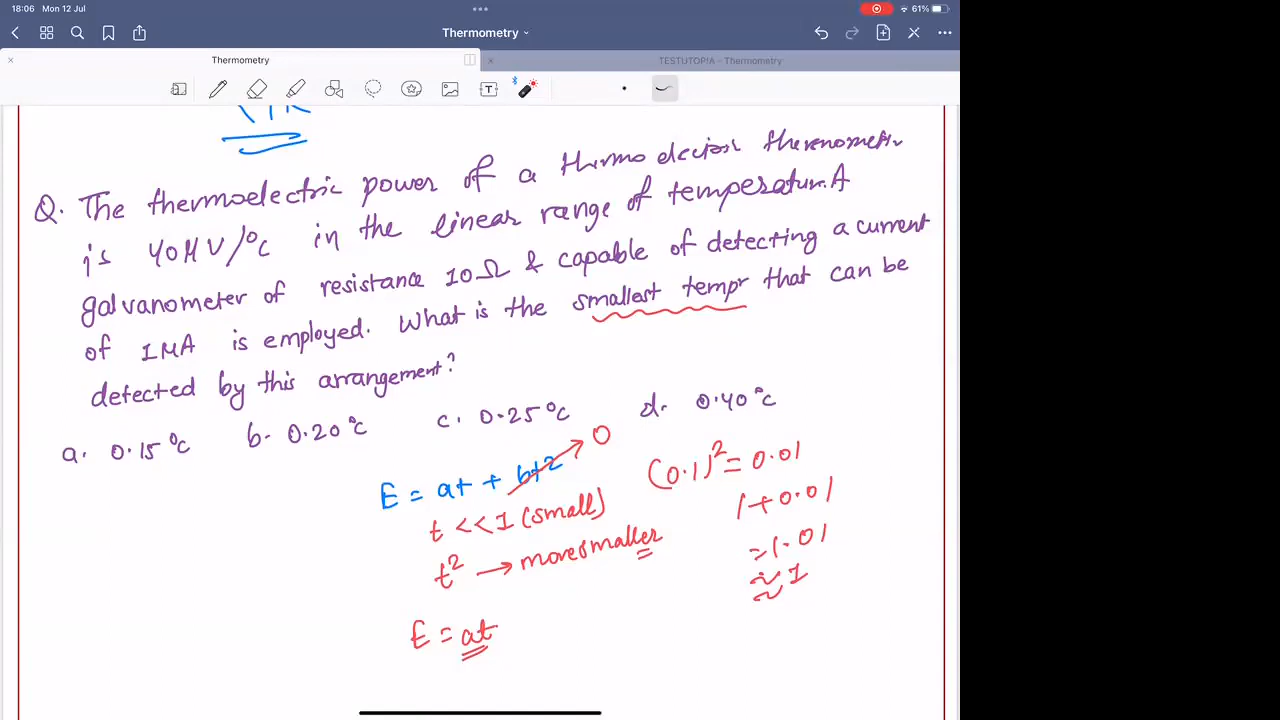 18:06 Mon 12 Jul
61%
Thermometry
Thermometry
TESTUTOPIA - Thermometry
Q. The thermoelectric power of a thermo electric thermometer
is 40 MV/°C in the linear range of temperatur. A
galvanometer of resistance 10Ω & capable of detecting a current
of 1MA is employed. What is the smallest tempr that can be
detected by this arrangement?
a. 0.15°C b. 0.20°C c. 0.25°C d. 0.40°C
E = at + bt2 → 0
t << 1 (small)
t² → more smaller
E = at
(0.1)² = 0.01
1 + 0.01
= 1.01
≈ 1